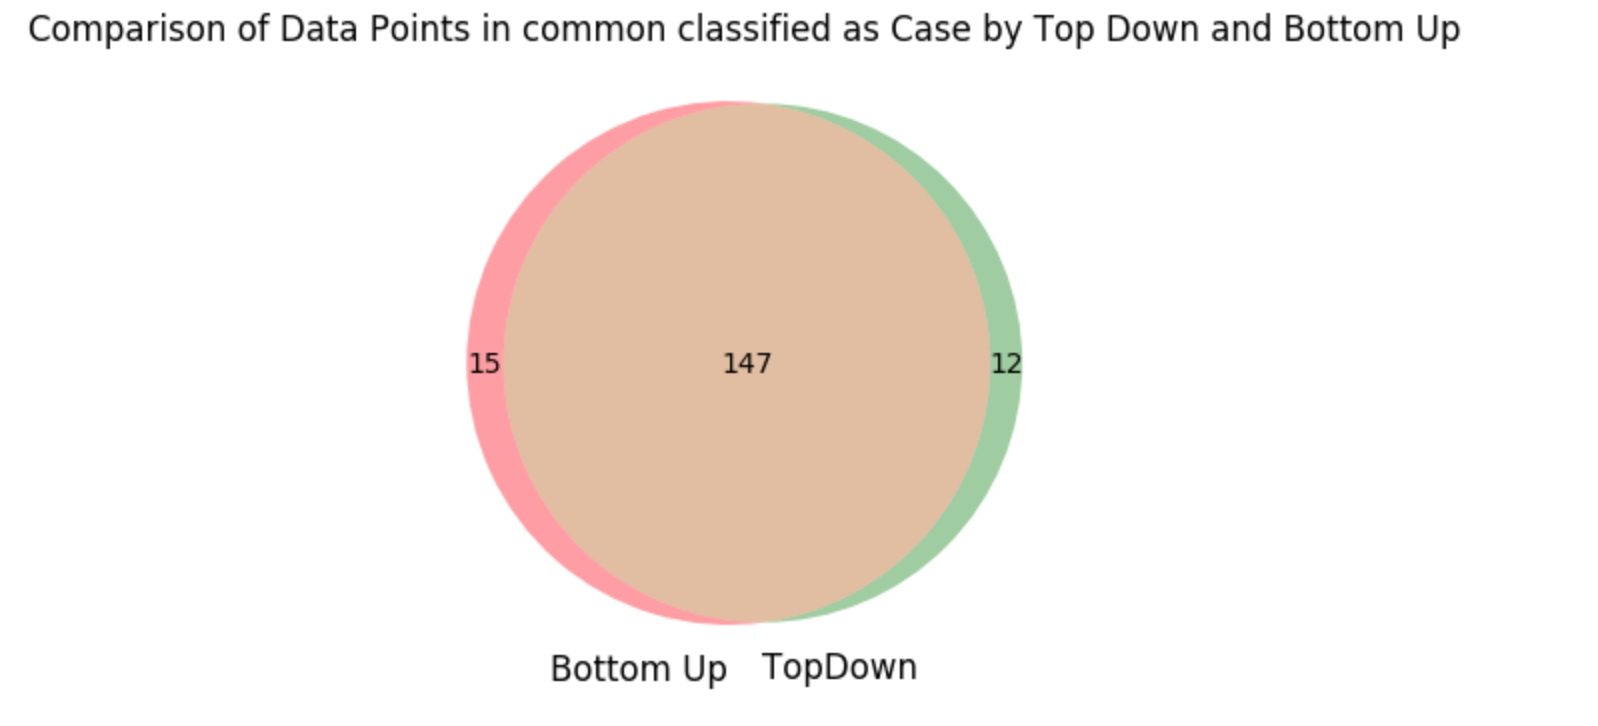 Comparison of Data Points in common classified as Case by Top Down and Bottom Up
15
147
12
Bottom Up
TopDown